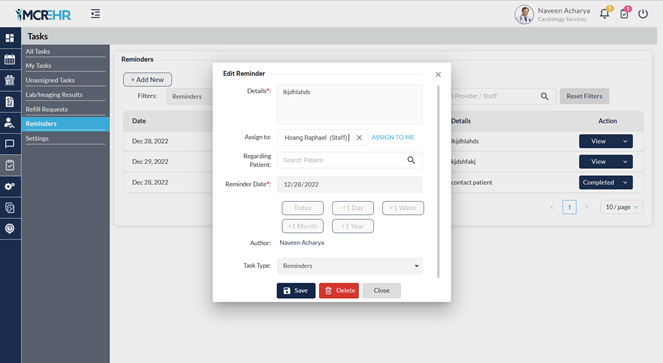 MCREHR
Naveen Acharya
Cardiology Services
Tasks
All Tasks
My Tasks
Unassigned Tasks
Lab/Imaging Results
Refill Requests
Reminders
Settings
Reminders
+ Add New
Filters:
Reminders
Provider / Staff
Reset Filters
Date
Details
Action
Dec 28, 2022
lkjdhlahds
View
Dec 29, 2022
lkjdshfakj
View
Dec 28, 2022
contact patient
Completed
1
10 / page
Edit Reminder
Details*:
lkjdhlahds
Assign to:
Hoang Raphael (Staff)
ASSIGN TO ME
Regarding
Patient:
Search Patient
Reminder Date*:
12/28/2022
Today
+1 Day
+1 Week
+1 Month
+1 Year
Author:
Naveen Acharya
Task Type:
Reminders
Save
Delete
Close